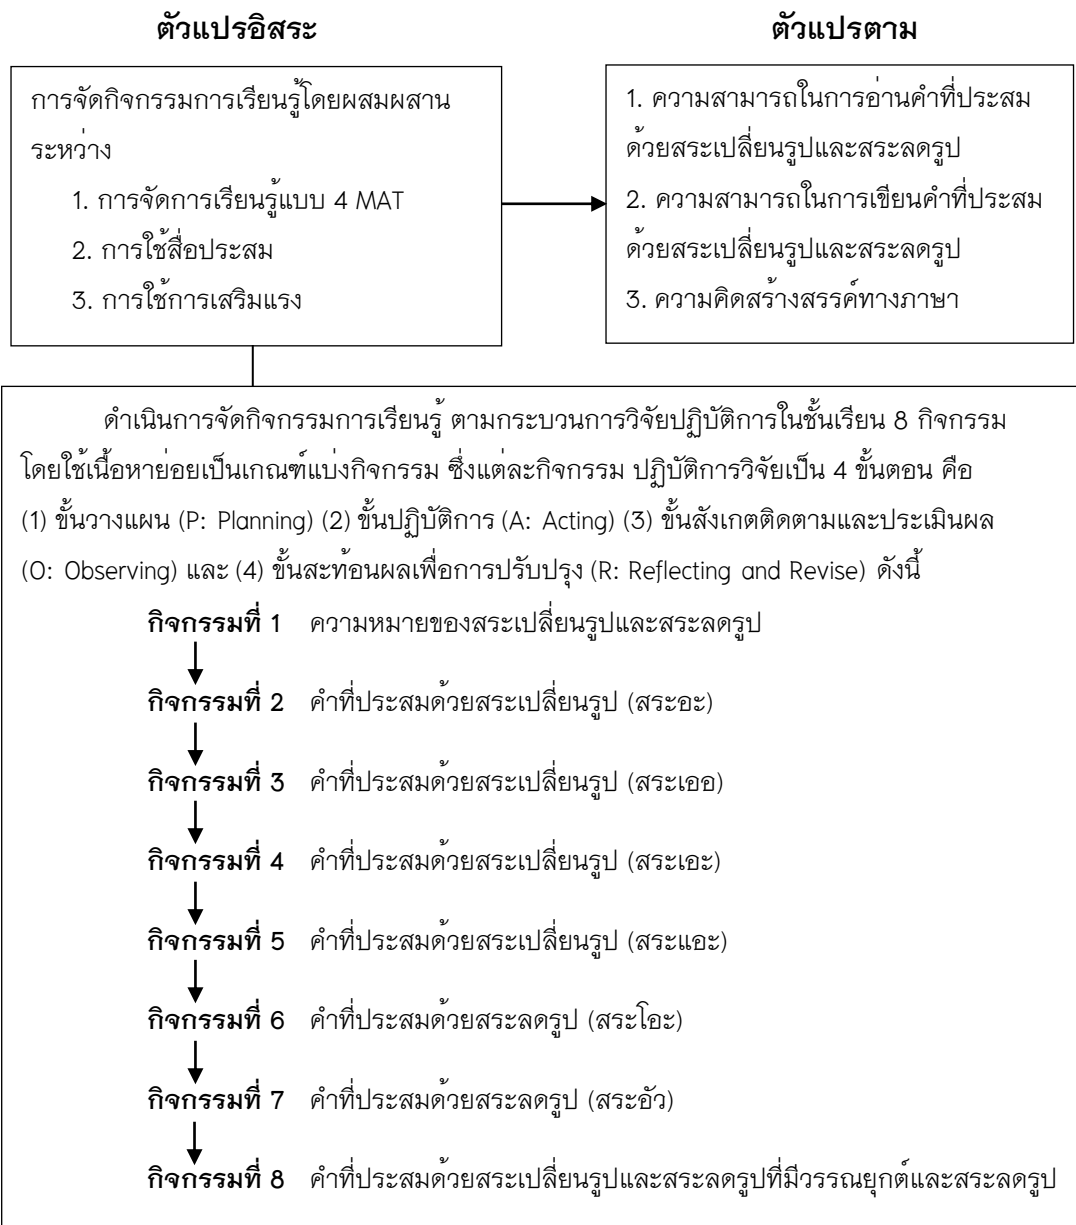 ตัวแปรอิสระ
ตัวแปรตาม
การจัดกิจกรรมการเรียนรู้โดยผสมผสาน
ระหว่าง
1. การจัดการเรียนรู้แบบ 4 MAT
2. การใช้สื่อประสม
3. การใช้การเสริมแรง
1. ความสามารถในการอ่านคำที่ประสม
ด้วยสระเปลี่ยนรูปและสระลดรูป
2. ความสามารถในการเขียนคำที่ประสม
ด้วยสระเปลี่ยนรูปและสระลดรูป
3. ความคิดสร้างสรรค์ทางภาษา
ดำเนินการจัดกิจกรรมการเรียนรู้ ตามกระบวนการวิจัยปฏิบัติการในชั้นเรียน 8 กิจกรรม
โดยใช้เนื้อหาย่อยเป็นเกณฑ์แบ่งกิจกรรม ซึ่งแต่ละกิจกรรม ปฏิบัติการวิจัยเป็น 4 ขั้นตอน คือ
(1) ขั้นวางแผน (P: Planning) (2) ขั้นปฏิบัติการ (A: Acting) (3) ขั้นสังเกตติดตามและประเมินผล
(O: Observing) และ (4) ขั้นสะท้อนผลเพื่อการปรับปรุง (R: Reflecting and Revise) ดังนี้
กิจกรรมที่ 1 ความหมายของสระเปลี่ยนรูปและสระลดรูป
กิจกรรมที่ 2 คำที่ประสมด้วยสระเปลี่ยนรูป (สระอะ)
กิจกรรมที่ 3 คำที่ประสมด้วยสระเปลี่ยนรูป (สระเออ)
กิจกรรมที่ 4 คำที่ประสมด้วยสระเปลี่ยนรูป (สระเอะ)
กิจกรรมที่ 5 คำที่ประสมด้วยสระเปลี่ยนรูป (สระแอะ)
กิจกรรมที่ 6 คำที่ประสมด้วยสระลดรูป (สระโอะ)
กิจกรรมที่ 7 คำที่ประสมด้วยสระลดรูป (สระอัว)
กิจกรรมที่ 8 คำที่ประสมด้วยสระเปลี่ยนรูปและสระลดรูปที่มีวรรณยุกต์และสระลดรูป